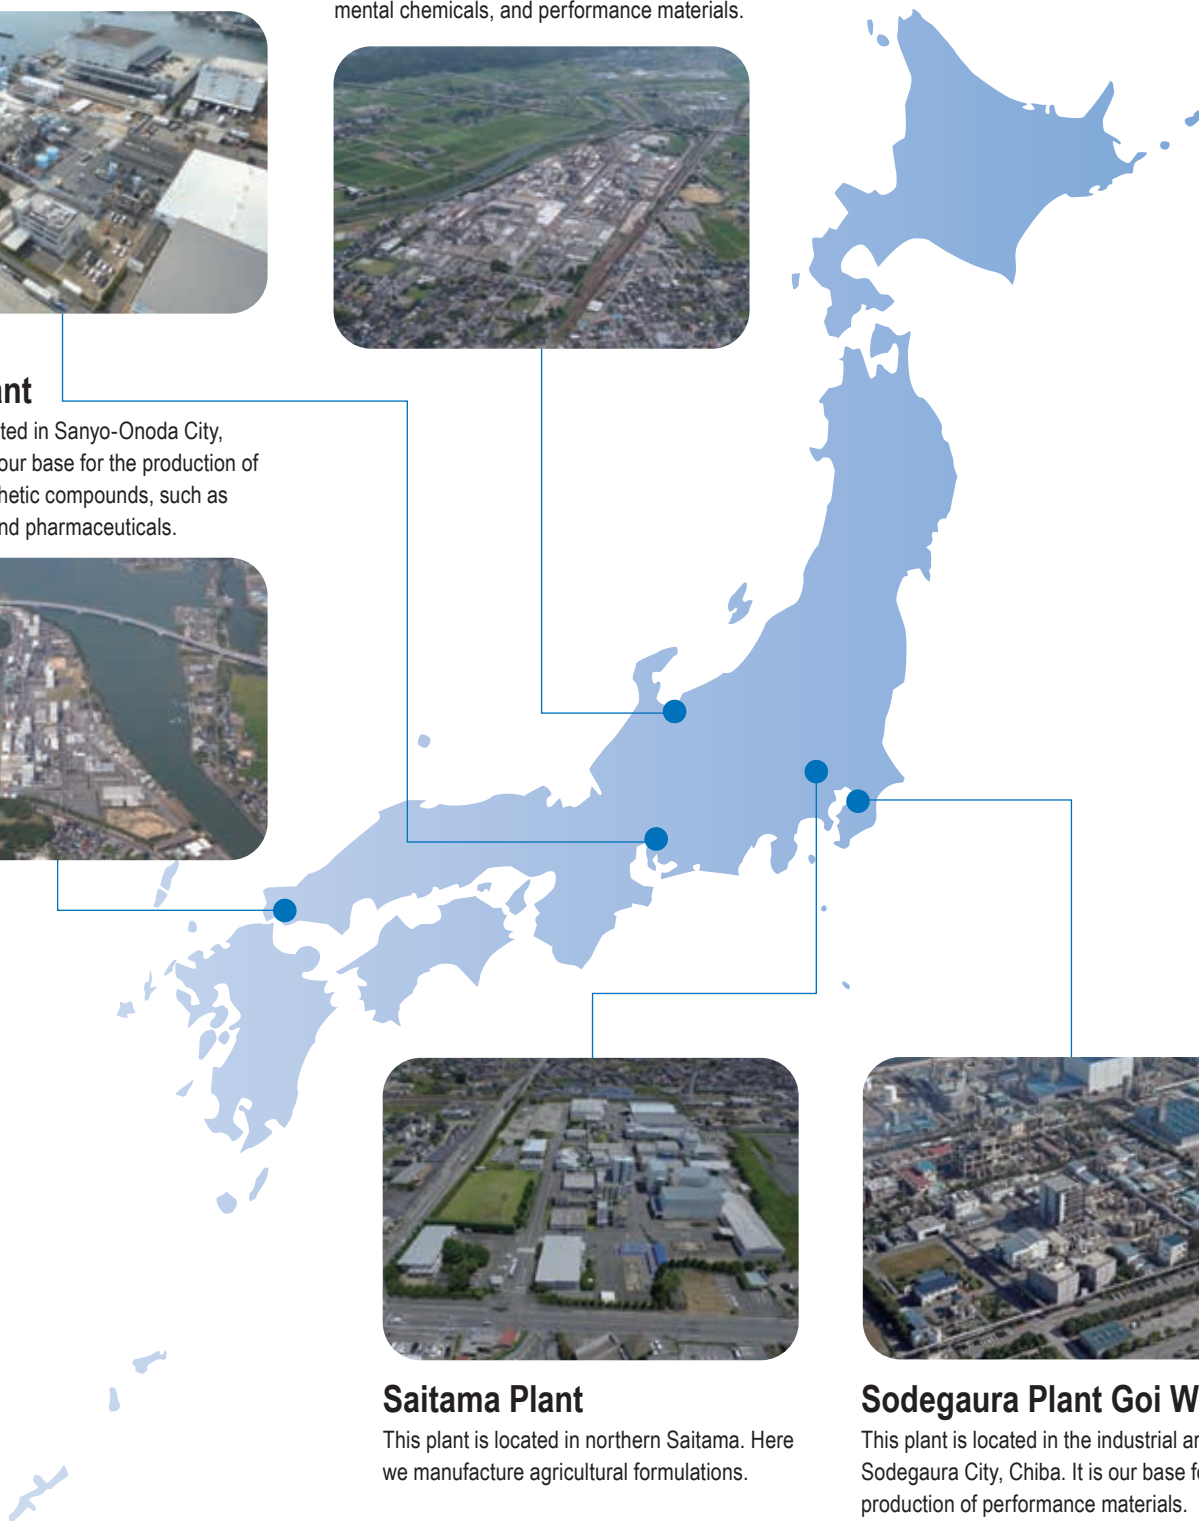 mental chemicals, and performance materials.
ant
ted in Sanyo-Onoda City,
our base for the production of
hetic compounds, such as
nd pharmaceuticals.
Saitama Plant
This plant is located in northern Saitama. Here
we manufacture agricultural formulations.
Sodegaura Plant Goi W
This plant is located in the industrial ar
Sodegaura City, Chiba. It is our base fo
production of performance materials.